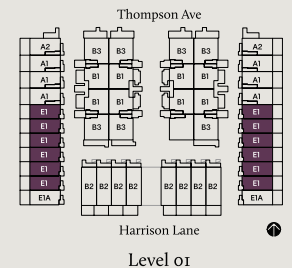 Thompson Ave
A2 B3 B3 B3 B3 A2
A1 A1
A1 B1 B1 B1 B1 A1
A1 B1 B1 B1 B1 A1
E1 E1
E1 B3 B3 B3 B3 E1
E1 E1
E1 E1
E1 E1
E1 B2 B2 B2 B2 B2 B2 B2 B2 E1
E1A E1A
Harrison Lane
Level 01